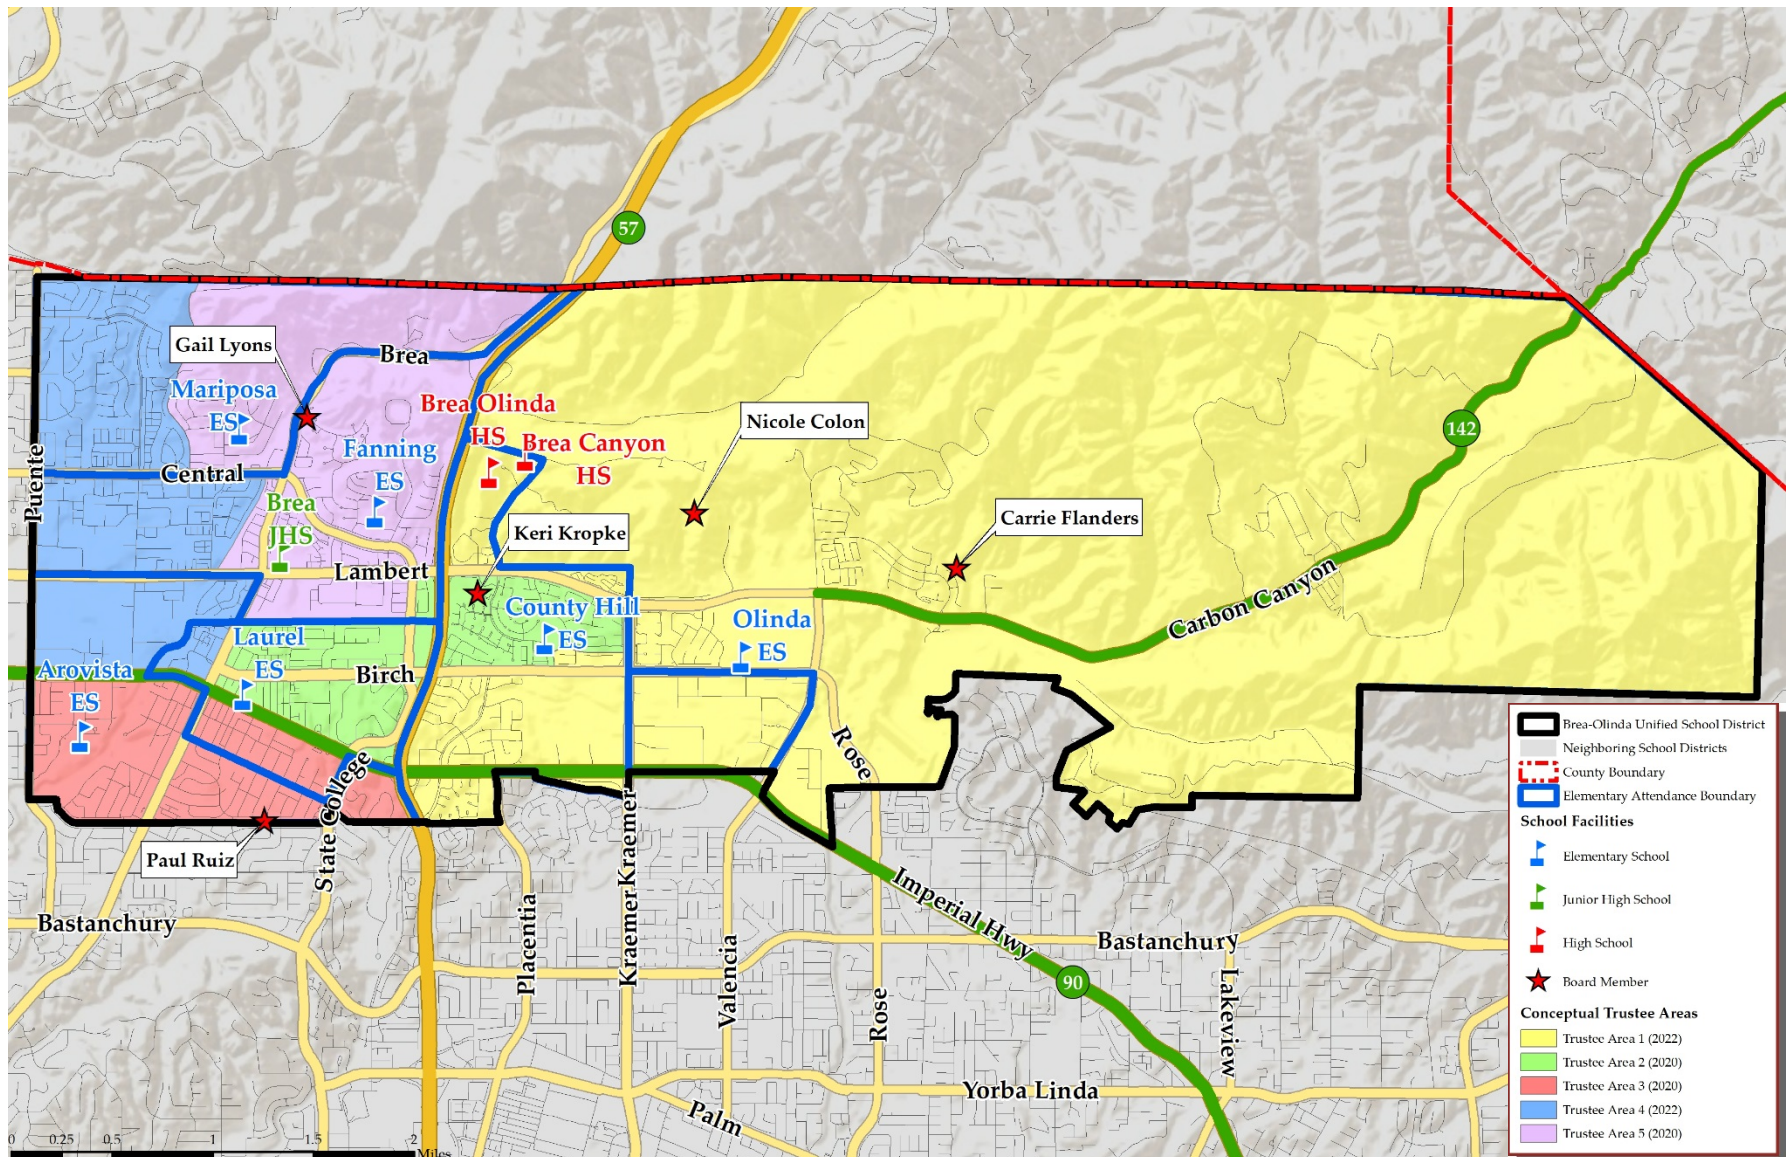 57
Gail Lyons
Brea
Mariposa
ES
Brea Olinda
HS
Nicole Colon
142
Fanning
ES
Brea Canyon
HS
Puente
Central
Brea
JHS
Keri Kropke
Carrie Flanders
Lambert
Carbon Canyon
County Hill
ES
Olinda
ES
Laurel
ES
Birch
Arovista
ES
Rose
State College
Paul Ruiz
Kraemer
Kraemer
Placentia
Valencia
Rose
Imperial Hwy
90
Bastanchury
Bastanchury
Lakeview
Yorba Linda
Palm
0 0.25 0.5 1 1.5 2
Miles
Brea-Olinda Unified School District
Neighboring School Districts
County Boundary
Elementary Attendance Boundary
School Facilities
Elementary School
Junior High School
High School
Board Member
Conceptual Trustee Areas
Trustee Area 1 (2022)
Trustee Area 2 (2020)
Trustee Area 3 (2020)
Trustee Area 4 (2022)
Trustee Area 5 (2020)